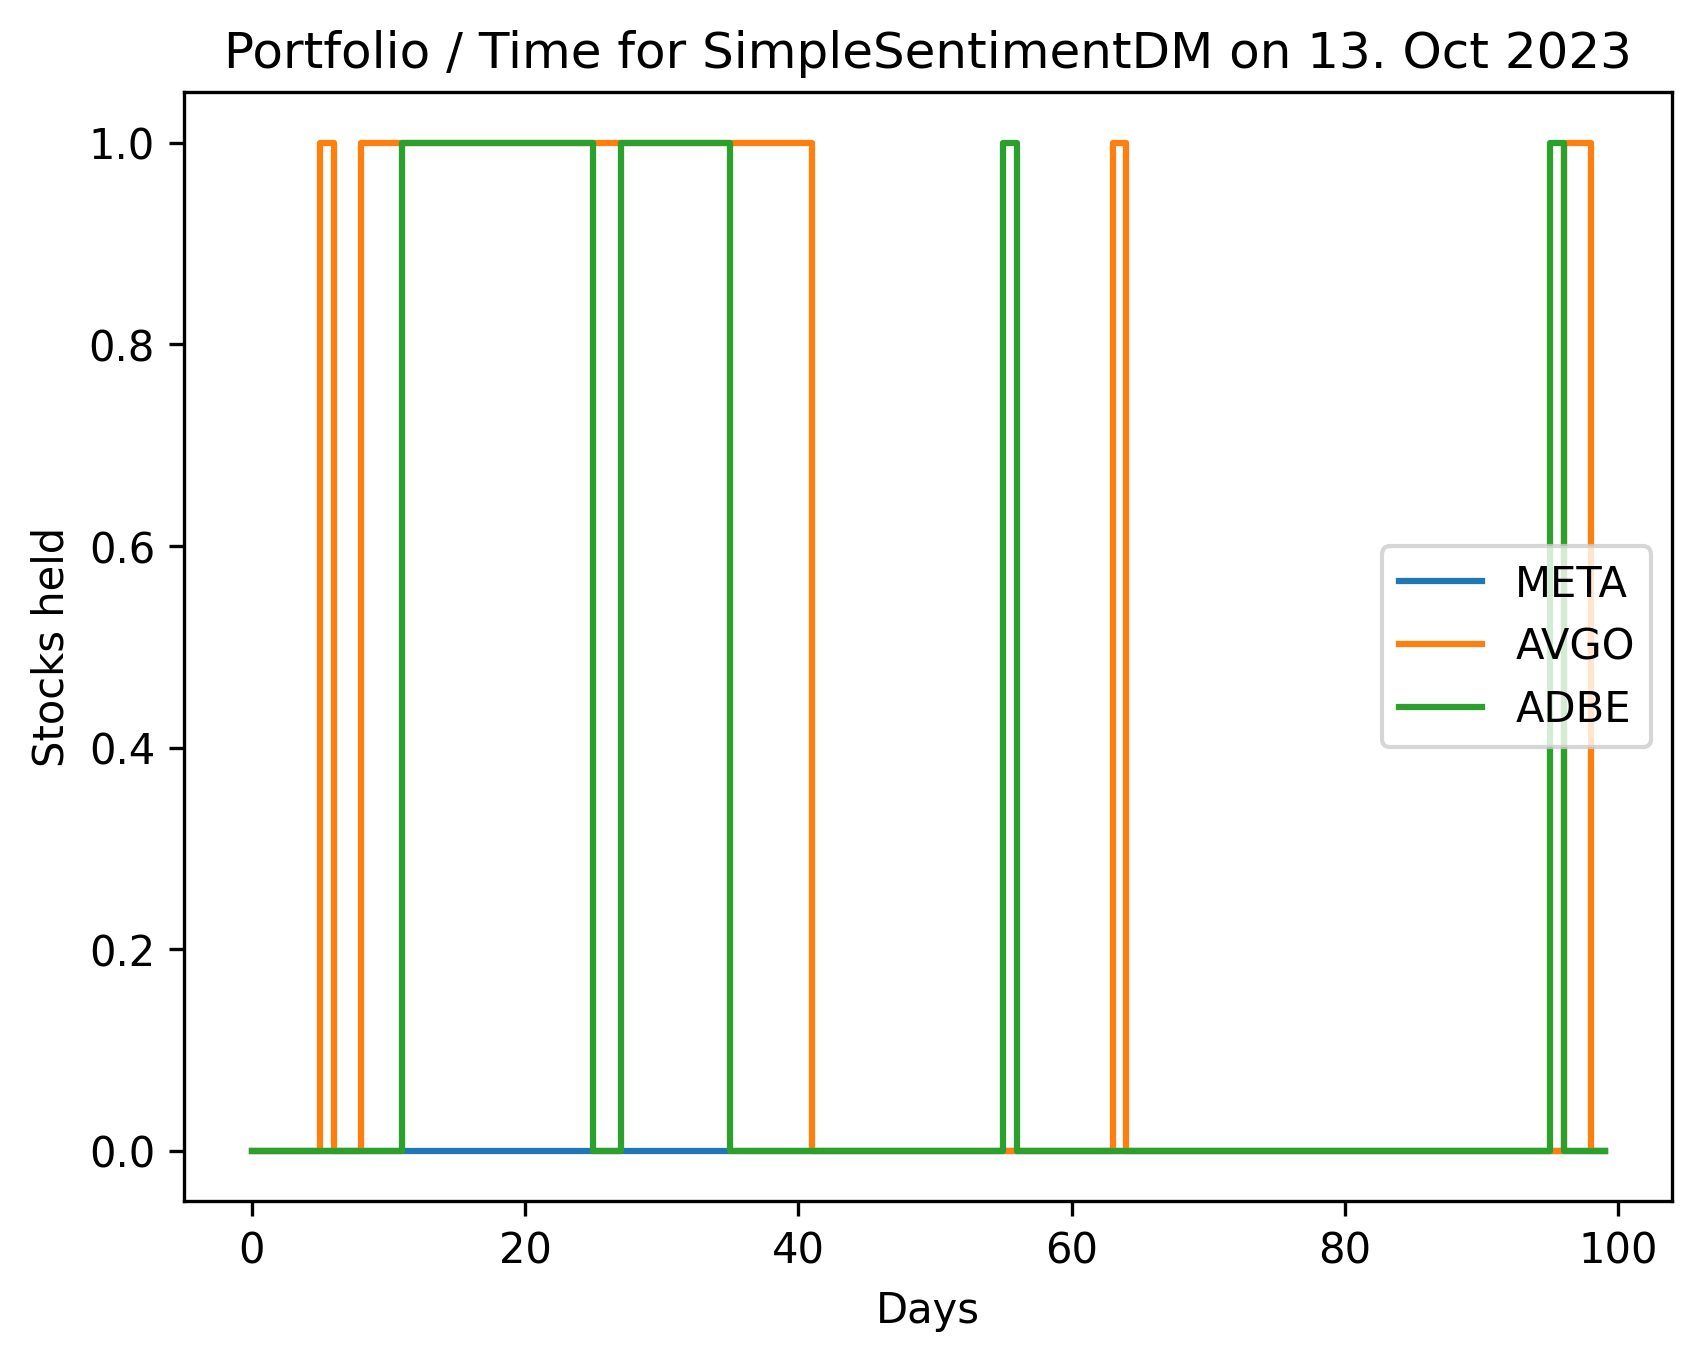 Portfolio / Time for SimpleSentimentDM on 13. Oct 2023
1.0
0.8
0.6
0.4
0.2
0.0
Stocks held
META
AVGO
ADBE
0 20 40 60 80 100
Days